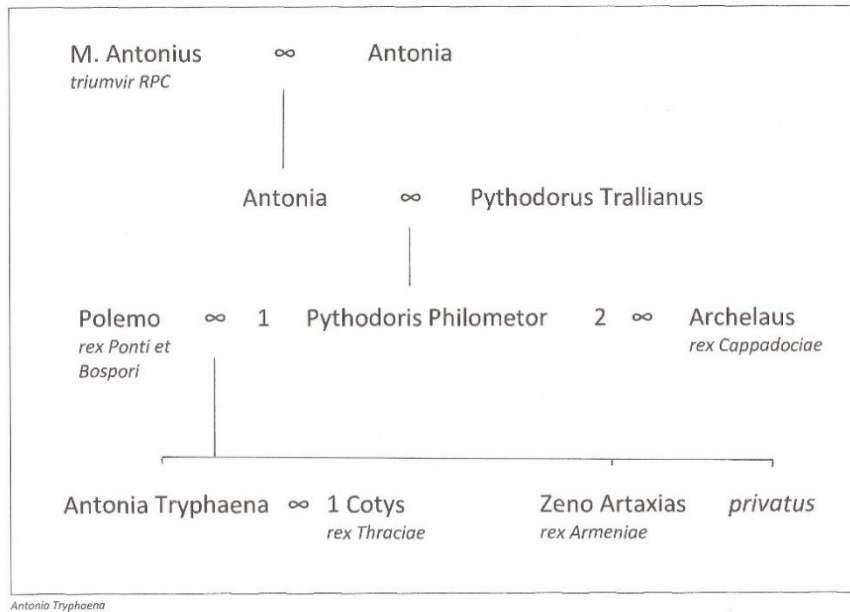 M. Antonius ∞ Antonia
triumvir RPC
Antonia ∞ Pythodorus Trallianus
Polemo ∞ 1 Pythodoris Philometor 2 ∞ Archelaus
rex Ponti et rex Cappadociae
Bospori
Antonia Tryphaena ∞ 1 Cotys Zeno Artaxias privatus
rex Thraciae rex Armeniae
Antonia Tryphaena